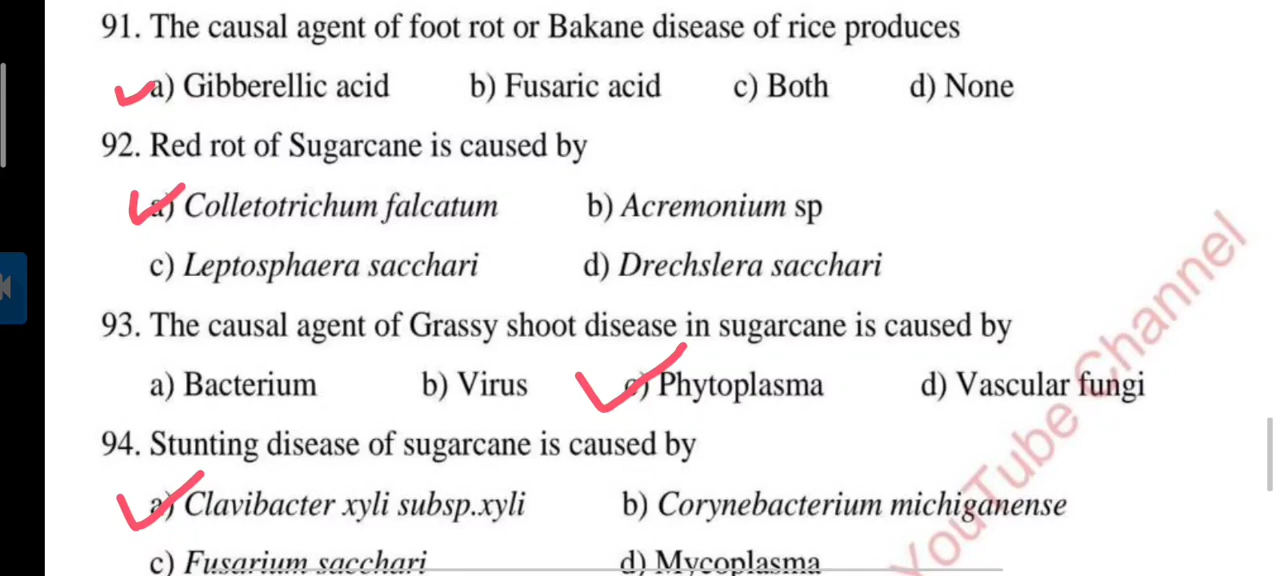 91. The causal agent of foot rot or Bakane disease of rice produces
a) Gibberellic acid b) Fusaric acid c) Both d) None
92. Red rot of Sugarcane is caused by
a) Colletotrichum falcatum b) Acremonium sp
c) Leptosphaera sacchari d) Drechslera sacchari
93. The causal agent of Grassy shoot disease in sugarcane is caused by
a) Bacterium b) Virus c) Phytoplasma d) Vascular fungi
94. Stunting disease of sugarcane is caused by
a) Clavibacter xyli subsp.xyli b) Corynebacterium michiganense
c) Fusarium sacchari d) Mycoplasma
YouTube Channel